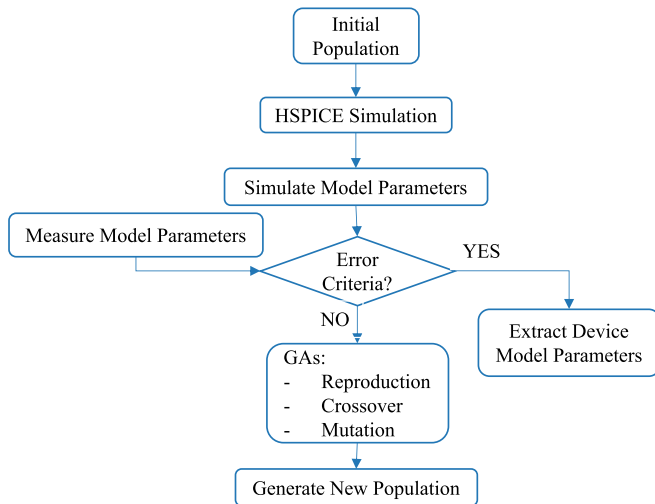 Initial
Population
HSPICE Simulation
Simulate Model Parameters
Measure Model Parameters
Error
Criteria?
YES
NO
Extract Device
Model Parameters
GAs:
- Reproduction
- Crossover
- Mutation
Generate New Population